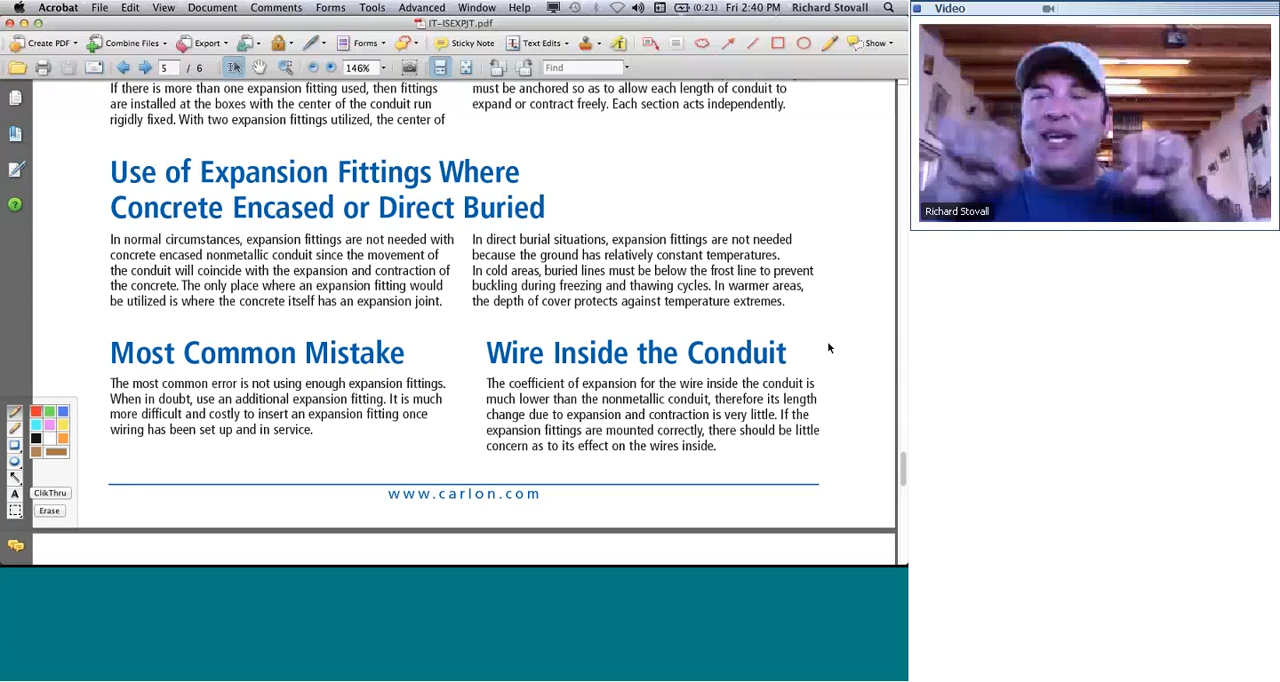 Acrobat File Edit View Document Comments Forms Tools Advanced Window Help (0:21) Fri 2:40 PM Richard Stovall
IT-ISEXPJT.pdf
Create PDF Combine Files Export Forms Sticky Note Text Edits Show
5 / 6 146% Find
If there is more than one expansion fitting used, then fittings
are installed at the boxes with the center of the conduit run
rigidly fixed. With two expansion fittings utilized, the center of
must be anchored so as to allow each length of conduit to
expand or contract freely. Each section acts independently.
Use of Expansion Fittings Where
Concrete Encased or Direct Buried
In normal circumstances, expansion fittings are not needed with
concrete encased nonmetallic conduit since the movement of
the conduit will coincide with the expansion and contraction of
the concrete. The only place where an expansion fitting would
be utilized is where the concrete itself has an expansion joint.
In direct burial situations, expansion fittings are not needed
because the ground has relatively constant temperatures.
In cold areas, buried lines must be below the frost line to prevent
buckling during freezing and thawing cycles. In warmer areas,
the depth of cover protects against temperature extremes.
Most Common Mistake
The most common error is not using enough expansion fittings.
When in doubt, use an additional expansion fitting. It is much
more difficult and costly to insert an expansion fitting once
wiring has been set up and in service.
Wire Inside the Conduit
The coefficient of expansion for the wire inside the conduit is
much lower than the nonmetallic conduit, therefore its length
change due to expansion and contraction is very little. If the
expansion fittings are mounted correctly, there should be little
concern as to its effect on the wires inside.
www.carlon.com
A
ClikThru
Erase
Video
Richard Stovall